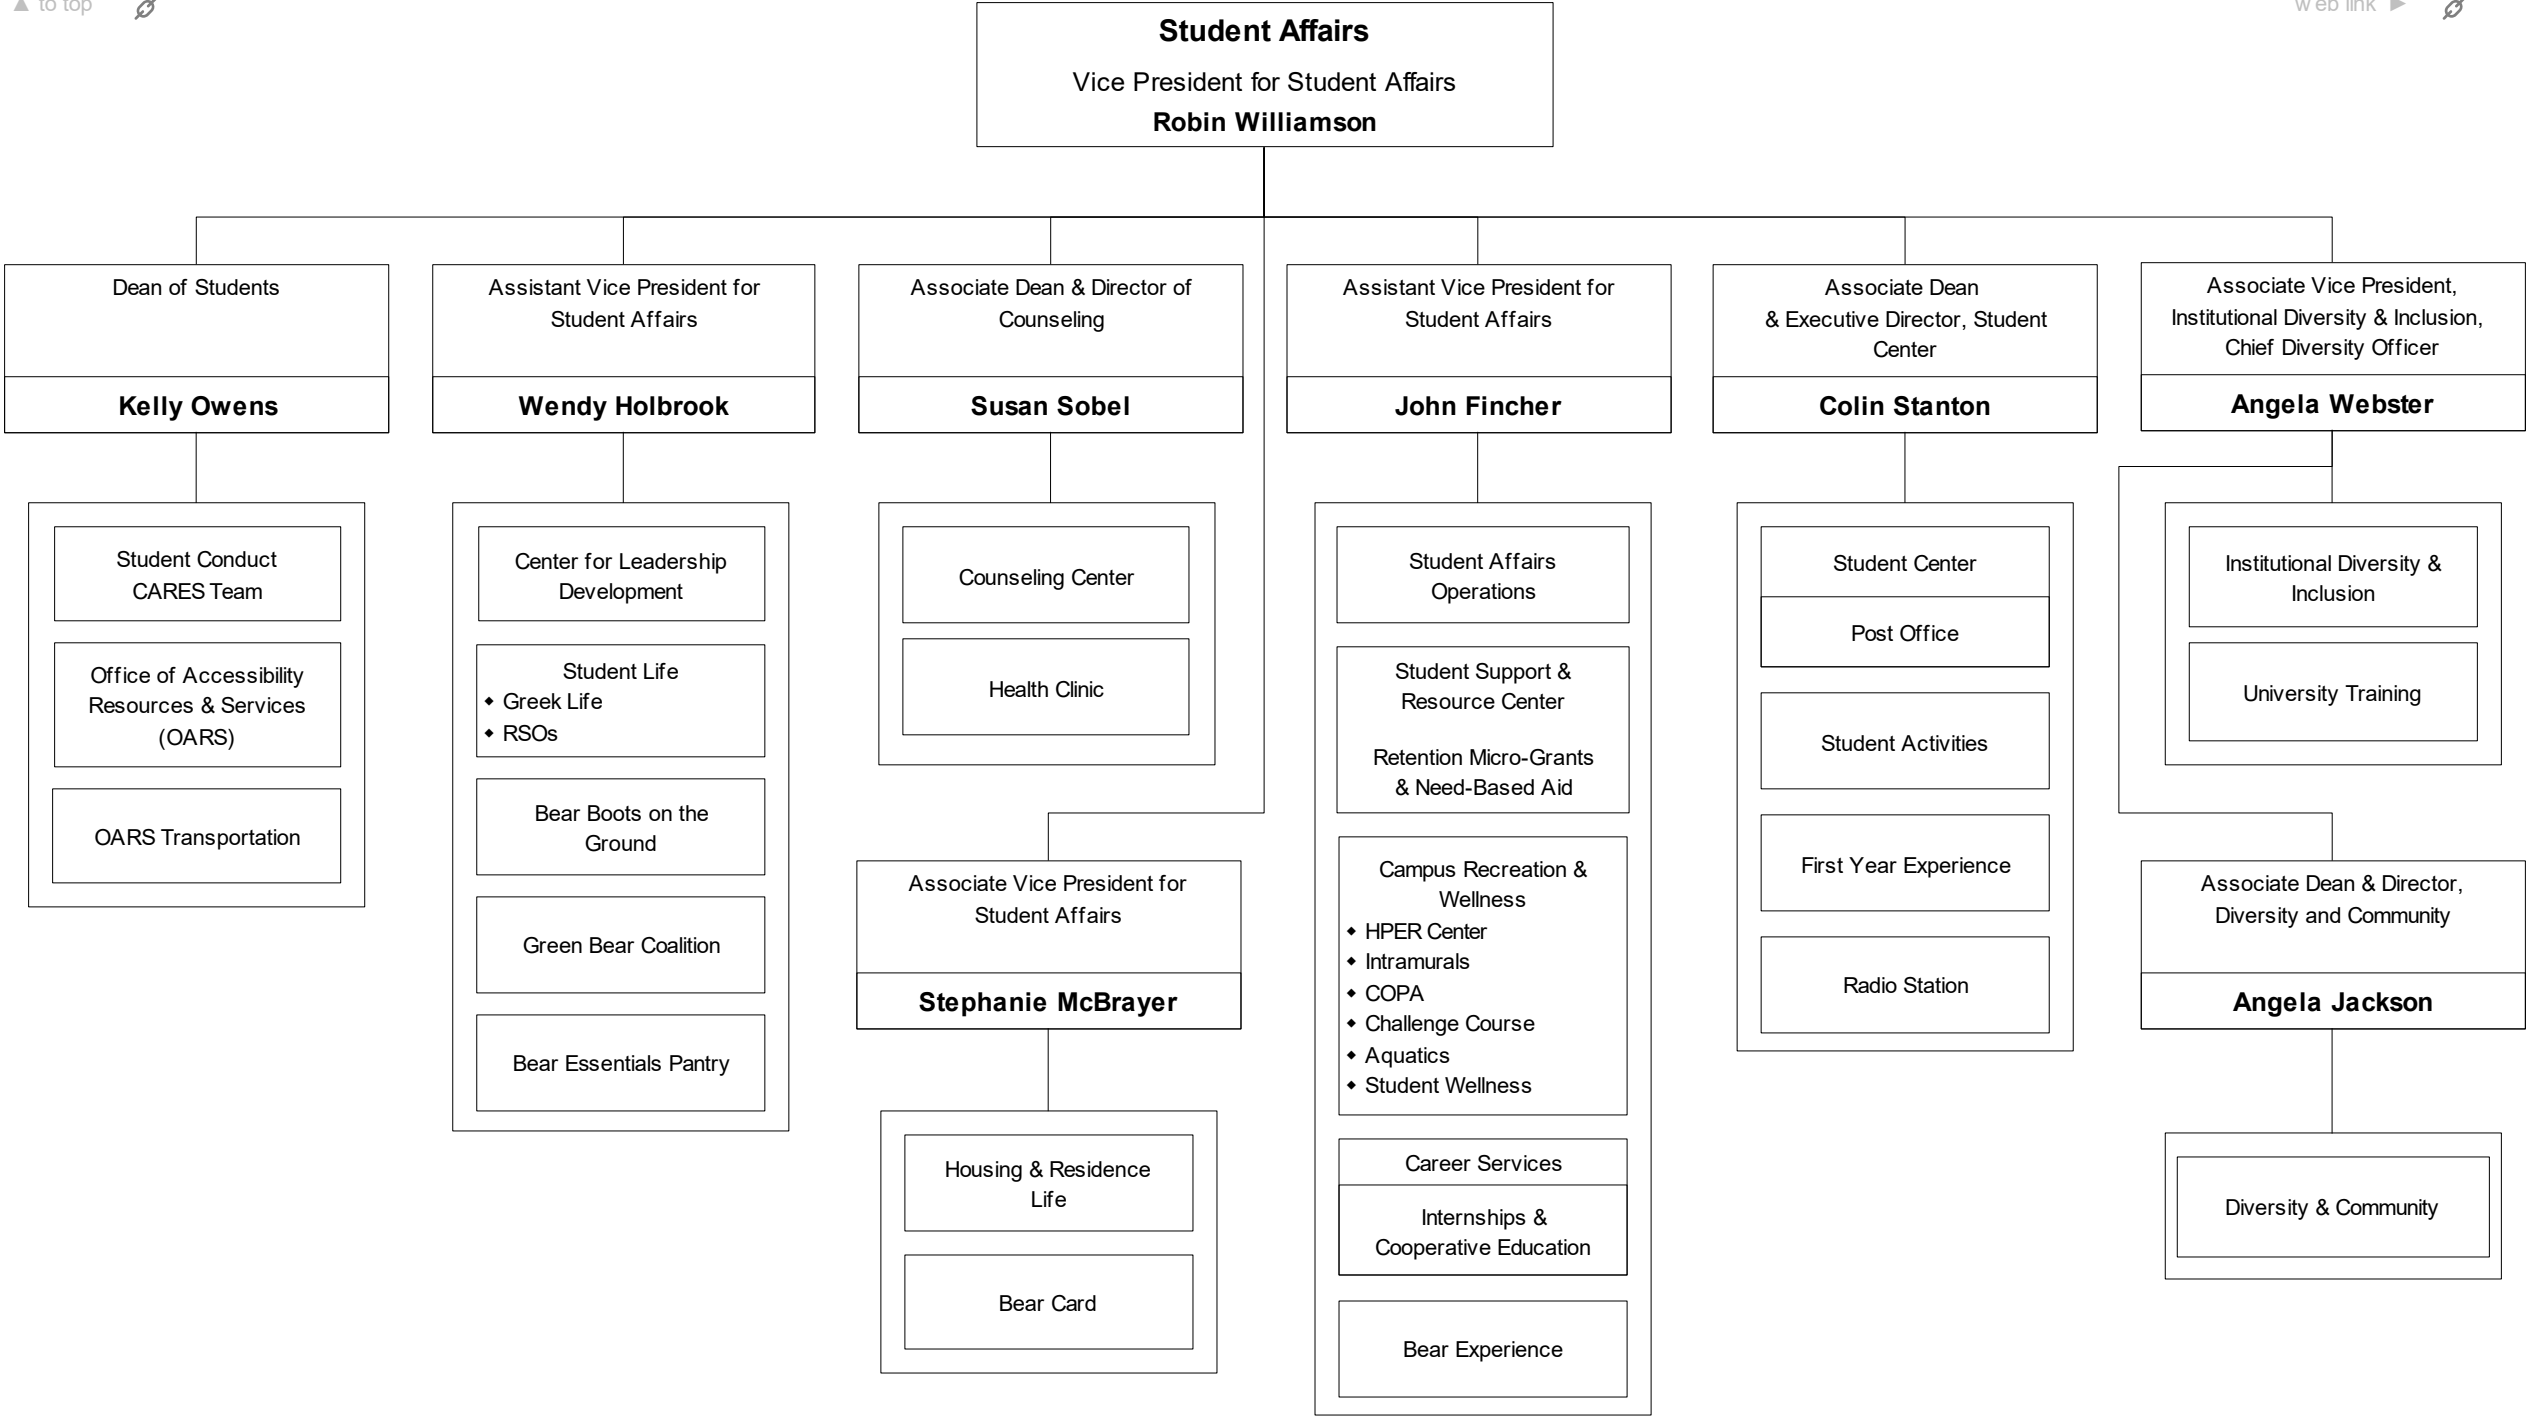 ▲ to top
web link ►
Student Affairs
Vice President for Student Affairs
Robin Williamson
Dean of Students
Kelly Owens
Student Conduct
CARES Team
Office of Accessibility
Resources & Services
(OARS)
OARS Transportation
Assistant Vice President for
Student Affairs
Wendy Holbrook
Center for Leadership
Development
Student Life
◆ Greek Life
◆ RSOs
Bear Boots on the
Ground
Green Bear Coalition
Bear Essentials Pantry
Associate Dean & Director of
Counseling
Susan Sobel
Counseling Center
Health Clinic
Associate Vice President for
Student Affairs
Stephanie McBrayer
Housing & Residence
Life
Bear Card
Assistant Vice President for
Student Affairs
John Fincher
Student Affairs
Operations
Student Support &
Resource Center
Retention Micro-Grants
& Need-Based Aid
Campus Recreation &
Wellness
◆ HPER Center
◆ Intramurals
◆ COPA
◆ Challenge Course
◆ Aquatics
◆ Student Wellness
Career Services
Internships &
Cooperative Education
Bear Experience
Associate Dean
& Executive Director, Student
Center
Colin Stanton
Student Center
Post Office
Student Activities
First Year Experience
Radio Station
Associate Vice President,
Institutional Diversity & Inclusion,
Chief Diversity Officer
Angela Webster
Institutional Diversity &
Inclusion
University Training
Associate Dean & Director,
Diversity and Community
Angela Jackson
Diversity & Community